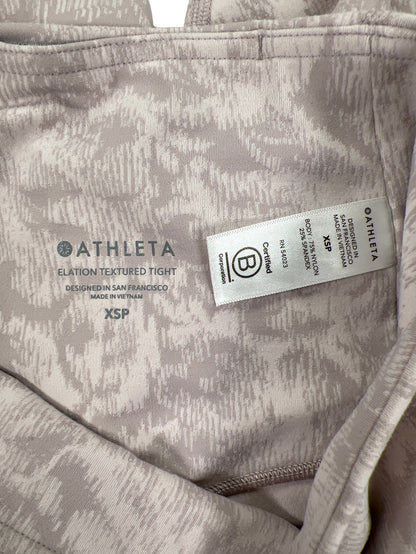 ATHLETA
ELATION TEXTURED TIGHT
DESIGNED IN SAN FRANCISCO
MADE IN VIETNAM
XSP
ATHLETA
DESIGNED IN
SAN FRANCISCO
MADE IN VIETNAM
XSP
BODY : 75% NYLON
25% SPANDEX
RN 54023
Certified
B
Corporation